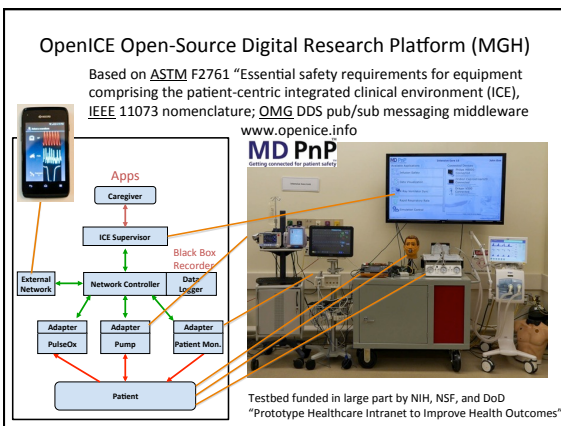 OpenICE Open-Source Digital Research Platform (MGH)
Based on ASTM F2761 “Essential safety requirements for equipment
comprising the patient-centric integrated clinical environment (ICE),
IEEE 11073 nomenclature; OMG DDS pub/sub messaging middleware
www.openice.info
MD PnP
Getting connected for patient safety
Apps
Caregiver
ICE Supervisor
Black Box
Recorder
External
Network
Network Controller
Data
Logger
Adapter
PulseOx
Adapter
Pump
Adapter
Patient Mon.
Patient
MD PnP
Testbed funded in large part by NIH, NSF, and DoD
“Prototype Healthcare Intranet to Improve Health Outcomes”